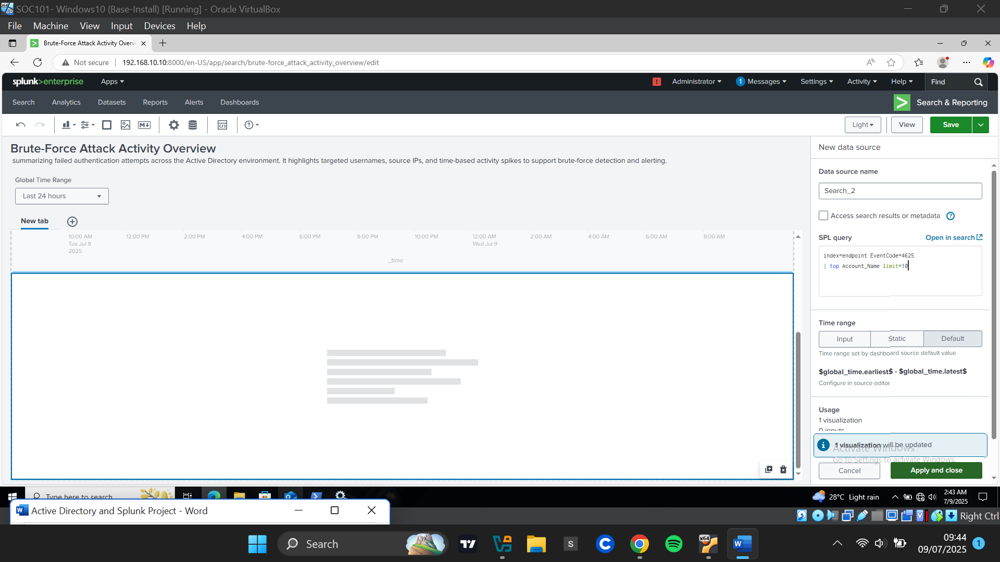 SOC101- Windows10 (Base-Install) [Running] - Oracle VirtualBox
File Machine View Input Devices Help
Brute-Force Attack Activity Overvi
Not secure 192.168.10.10:8000/en-US/app/search/brute-force_attack_activity_overview/edit
splunk>enterprise Apps Administrator 1 Messages Settings Activity Help Find
Search Analytics Datasets Reports Alerts Dashboards Search & Reporting
Light View Save
Brute-Force Attack Activity Overview
summarizing failed authentication attempts across the Active Directory environment. It highlights targeted usernames, source IPs, and time-based activity spikes to support brute-force detection and alerting.
Global Time Range
Last 24 hours
New tab
10:00 AM 12:00 PM 2:00 PM 4:00 PM 6:00 PM 8:00 PM 10:00 PM 12:00 AM 2:00 AM 4:00 AM 6:00 AM 8:00 AM
Tue Jul 8 Wed Jul 9
2025
_time
New data source
Data source name
Search_2
Access search results or metadata
SPL query Open in search
index=endpoint EventCode=4625
| top Account_Name limit=10
Time range
Input Static Default
Time range set by dashboard source default value
$global_time.earliest$ - $global_time.latest$
Configure in source editor
Usage
1 visualization
0 inputs
1 visualization will be updated
Activate Windows
Go to Settings to activate Windows.
Cancel Apply and close
Type here to search
28°C Light rain
2:43 AM
7/9/2025
Active Directory and Splunk Project - Word
Right Ctrl
Search
09:44
09/07/2025
1